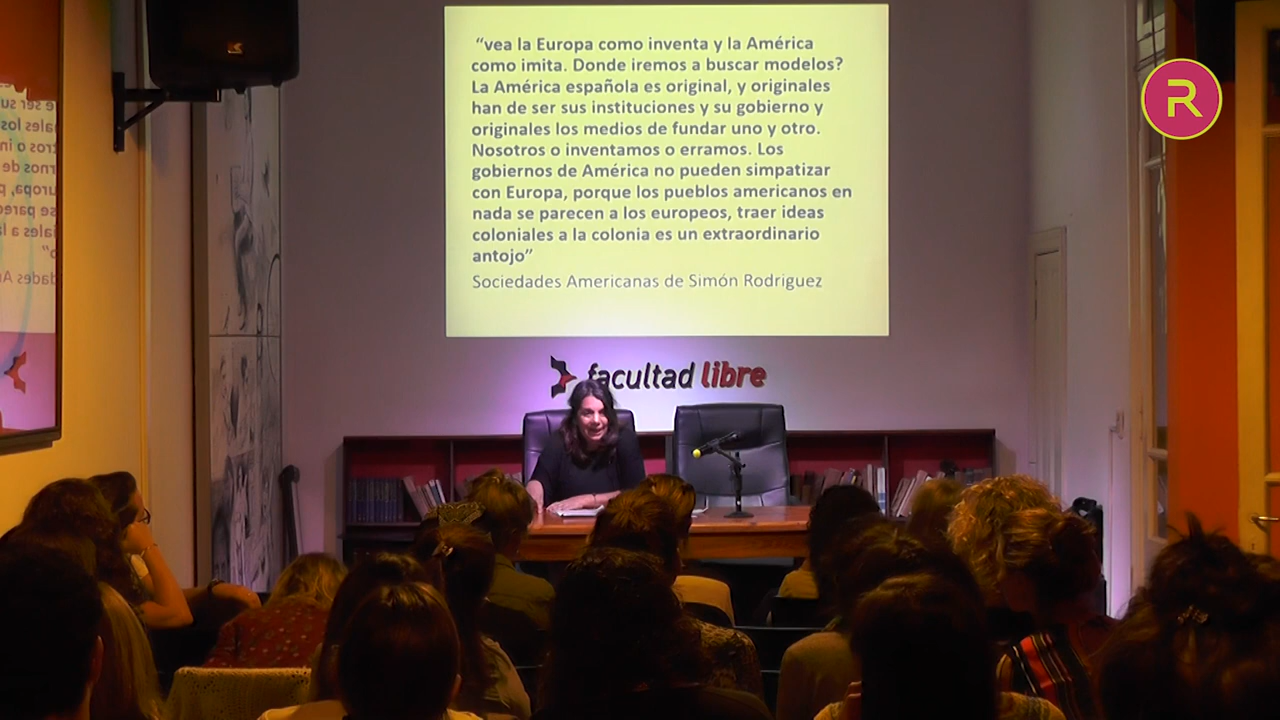 “vea la Europa como inventa y la América
como imita. Donde iremos a buscar modelos?
La América española es original, y originales
han de ser sus instituciones y su gobierno y
originales los medios de fundar uno y otro.
Nosotros o inventamos o erramos. Los
gobiernos de América no pueden simpatizar
con Europa, porque los pueblos americanos en
nada se parecen a los europeos, traer ideas
coloniales a la colonia es un extraordinario
antojo”
Sociedades Americanas de Simón Rodriguez
facultad libre
R